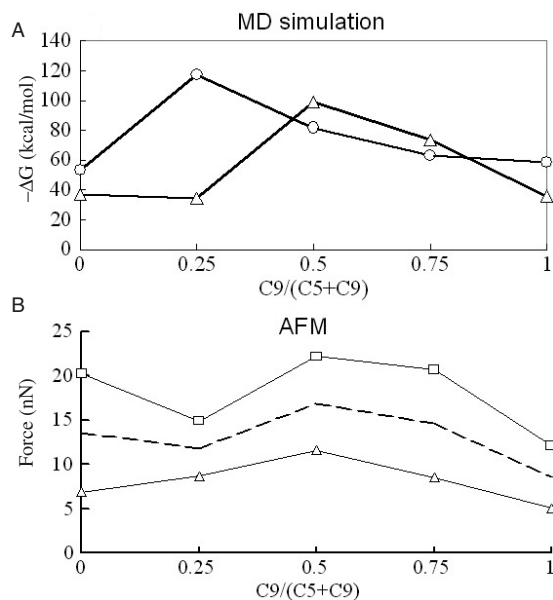 A
MD simulation
140
120
100
80
60
40
20
0
−ΔG (kcal/mol)
0 0.25 0.5 0.75 1
C9/(C5+C9)
B
AFM
25
20
15
10
5
0
Force (nN)
0 0.25 0.5 0.75 1
C9/(C5+C9)